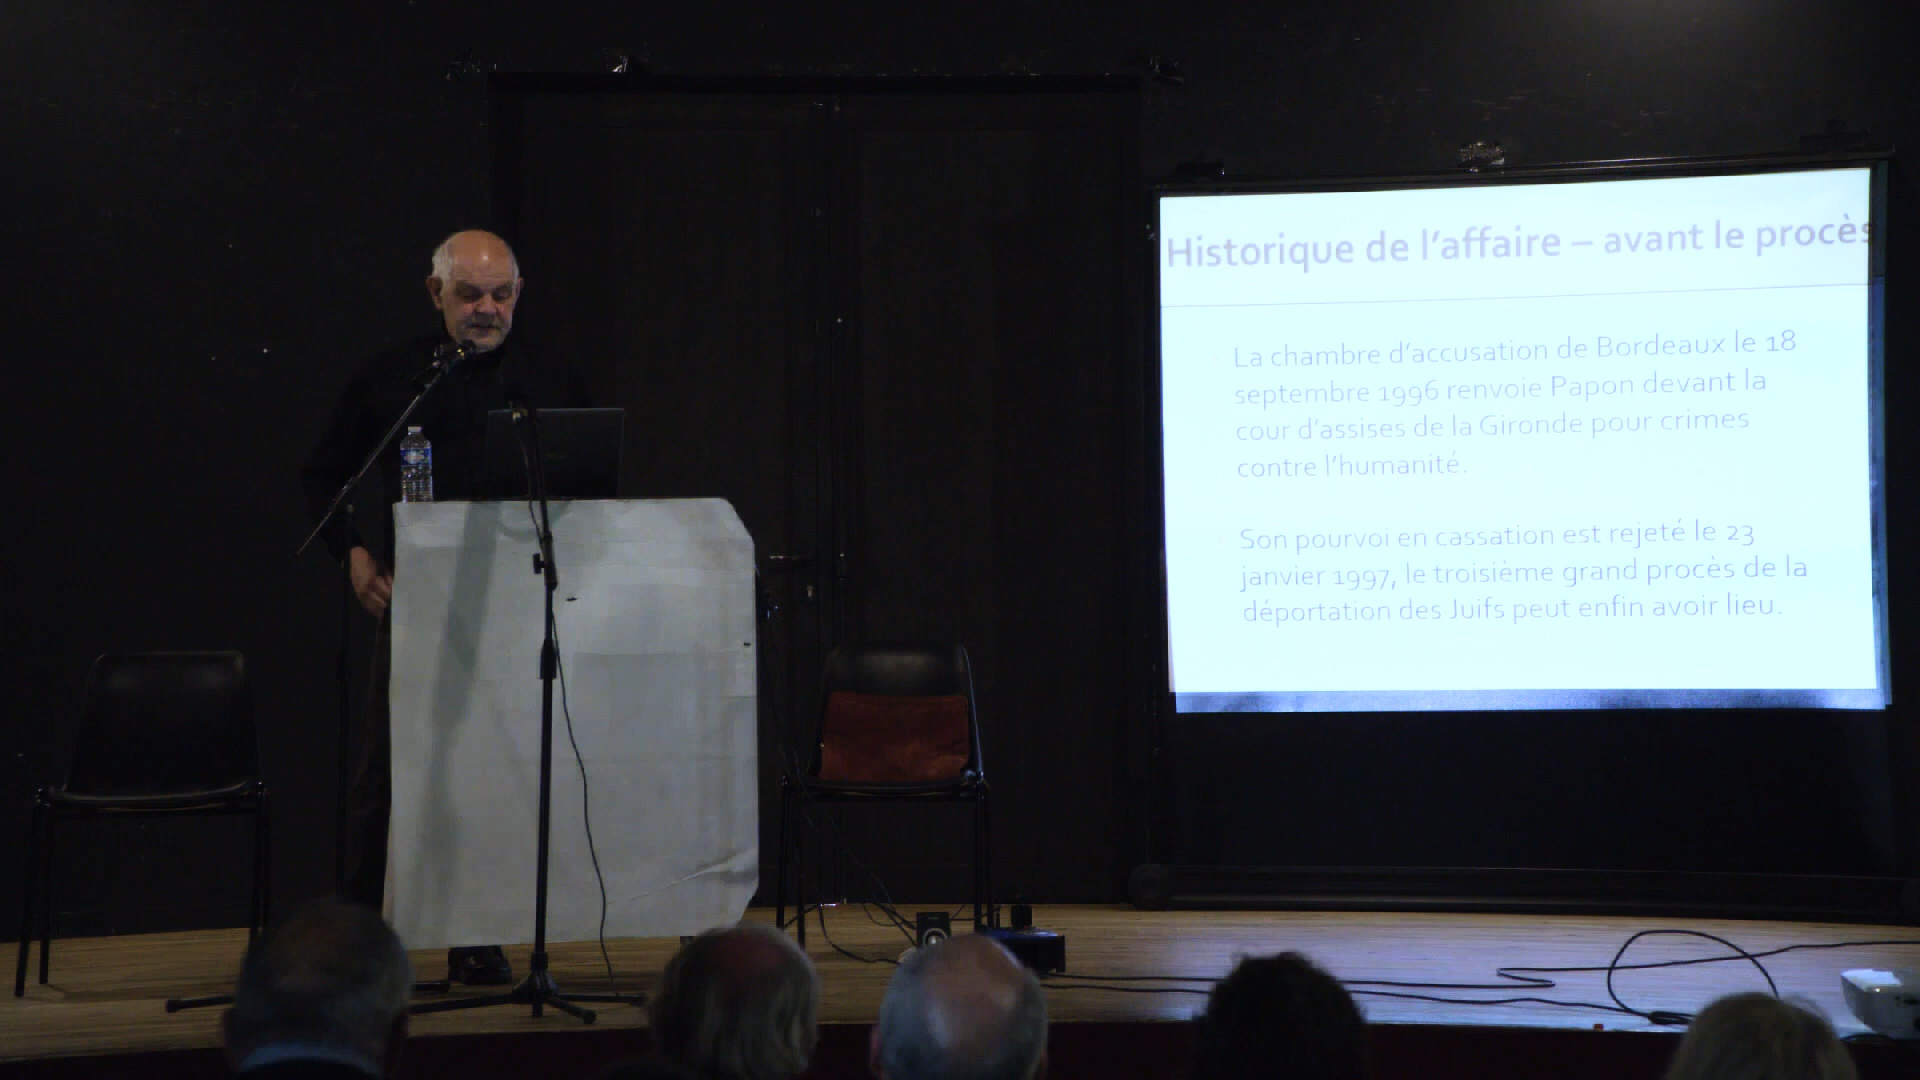 Historique de l'affaire – avant le procès
La chambre d'accusation de Bordeaux le 18
septembre 1996 renvoie Papon devant la
cour d'assises de la Gironde pour crimes
contre l'humanité.
Son pourvoi en cassation est rejeté le 23
janvier 1997, le troisième grand procès de la
déportation des Juifs peut enfin avoir lieu.